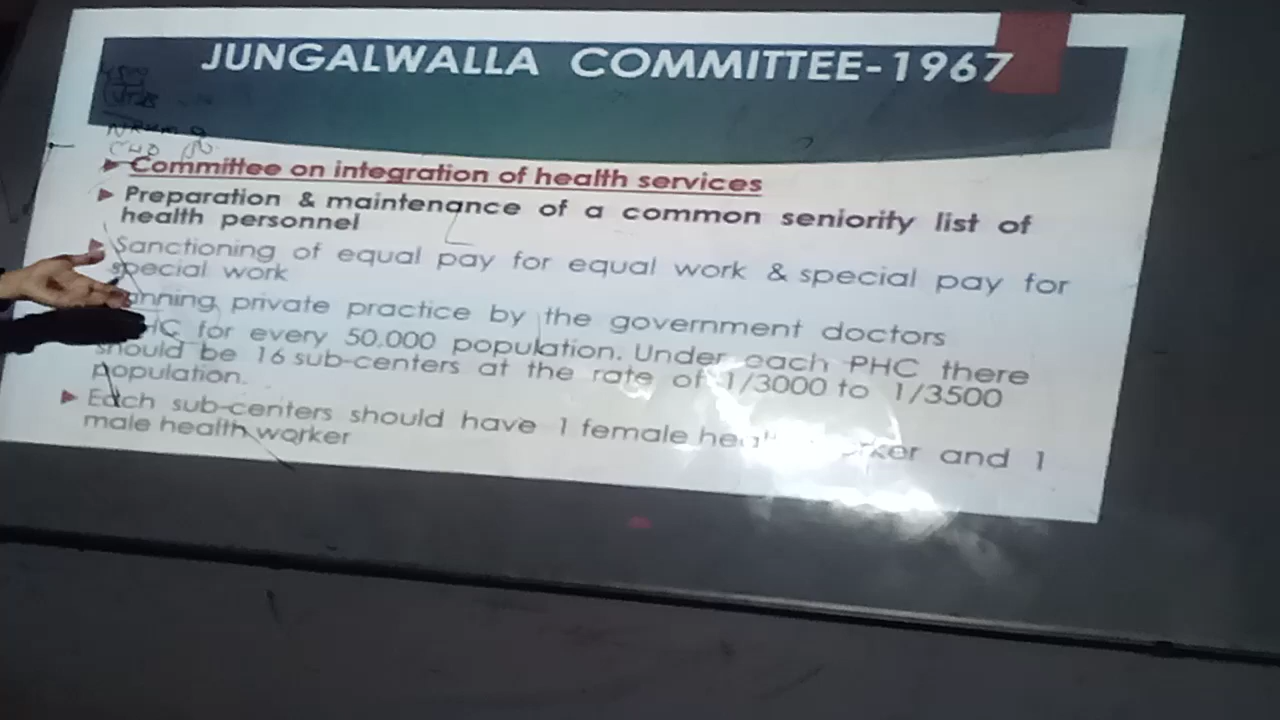 JUNGALWALLA COMMITTEE-1967
Committee on integration of health services
Preparation & maintenance of a common seniority list of
health personnel
Sanctioning of equal pay for equal work & special pay for
special work
private practice by the government doctors
for every 50,000 population. Under each PHC there
should be 16 sub-centers at the rate of 1/3000 to 1/3500
population.
Each sub-centers should have 1 female and 1
male health worker